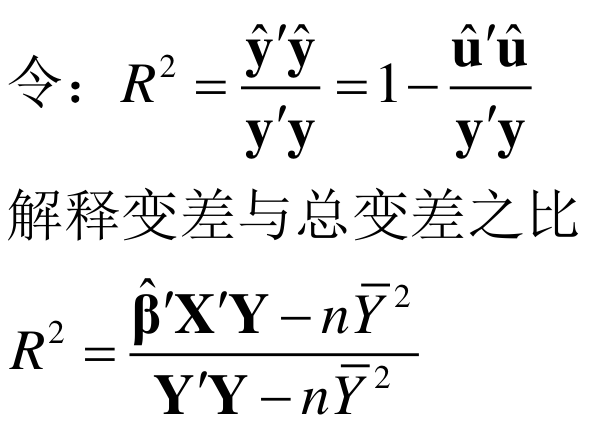 令：R² = ŷ′ŷ / y′y = 1 − û′û / y′y
解释变差与总变差之比
R² = (β̂′X′Y − nȲ²) / (Y′Y − nȲ²)